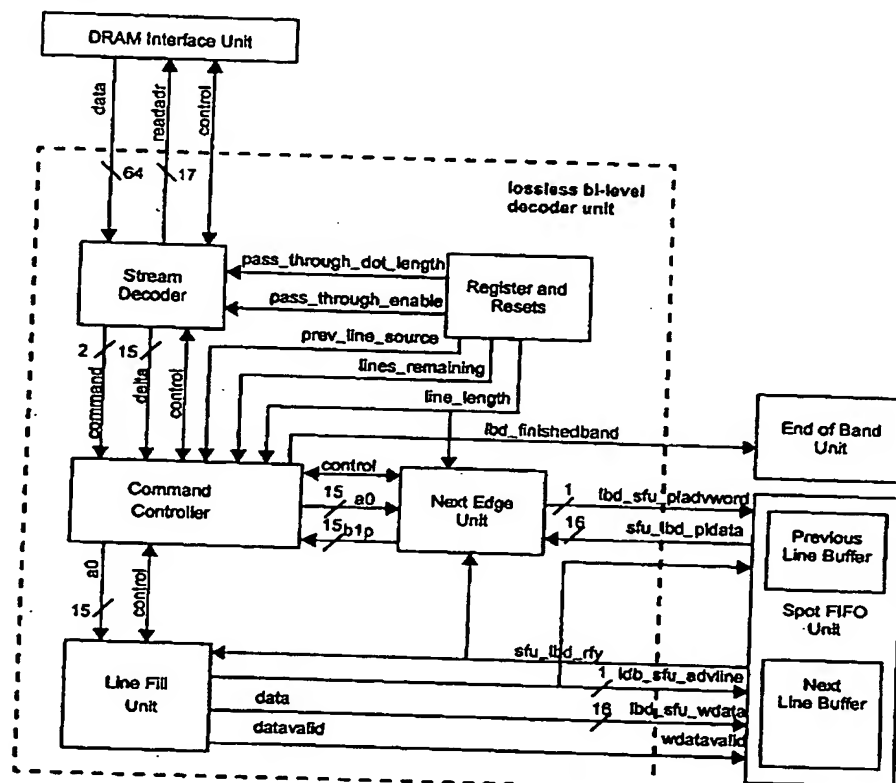 DRAM Interface Unit
data
readadr
control
64
17
lossless bi-level
decoder unit
Stream
Decoder
pass_through_dot_length
pass_through_enable
Register and
Resets
prev_line_source
lines_remaining
line_length
2
15
command
delta
control
lbd_finishedband
End of Band
Unit
Command
Controller
control
15
a0
15
b1p
Next Edge
Unit
1
lbd_sfu_pladvword
16
sfu_lbd_pldata
Previous
Line Buffer
Spot FIFO
Unit
a0
15
control
Line Fill
Unit
sfu_lbd_rfy
1
ldb_sfu_advline
data
16
lbd_sfu_wdata
datavalid
wdatavalid
Next
Line Buffer